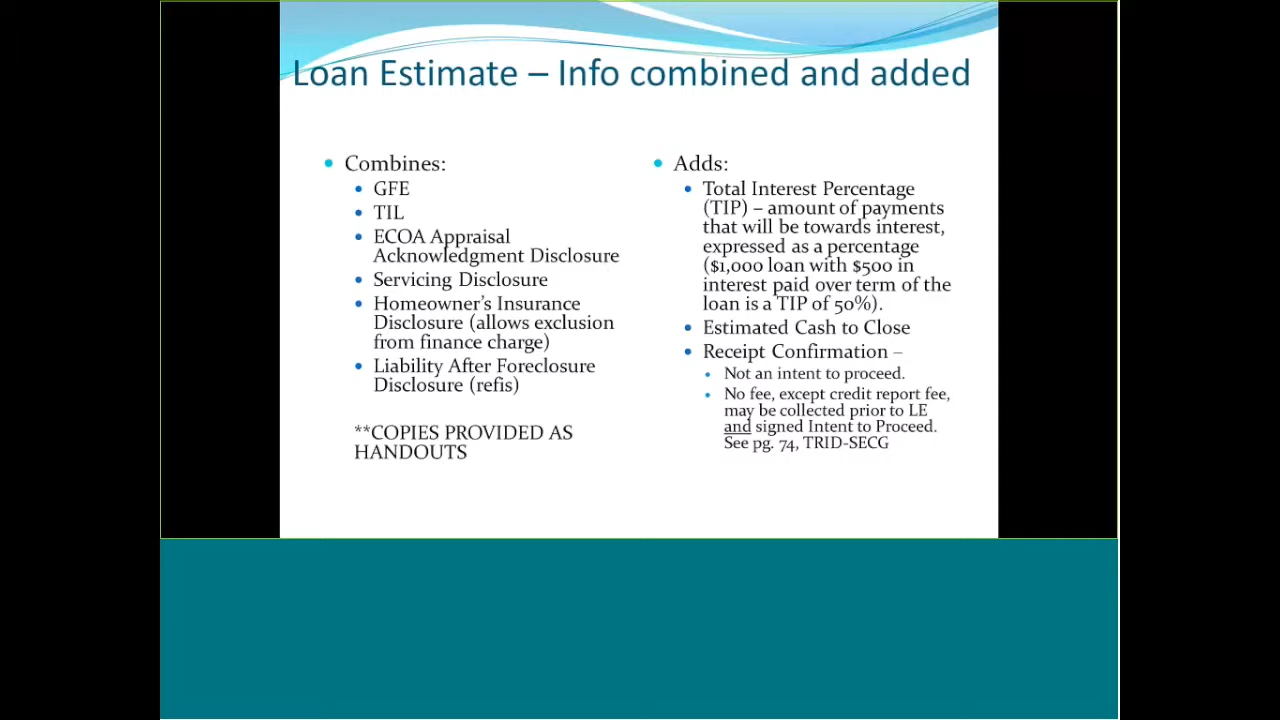 Loan Estimate – Info combined and added
Combines:
GFE
TIL
ECOA Appraisal
Acknowledgment Disclosure
Servicing Disclosure
Homeowner's Insurance
Disclosure (allows exclusion
from finance charge)
Liability After Foreclosure
Disclosure (refis)
**COPIES PROVIDED AS
HANDOUTS
Adds:
Total Interest Percentage
(TIP) – amount of payments
that will be towards interest,
expressed as a percentage
($1,000 loan with $500 in
interest paid over term of the
loan is a TIP of 50%).
Estimated Cash to Close
Receipt Confirmation –
Not an intent to proceed.
No fee, except credit report fee,
may be collected prior to LE
and signed Intent to Proceed.
See pg. 74, TRID-SECG